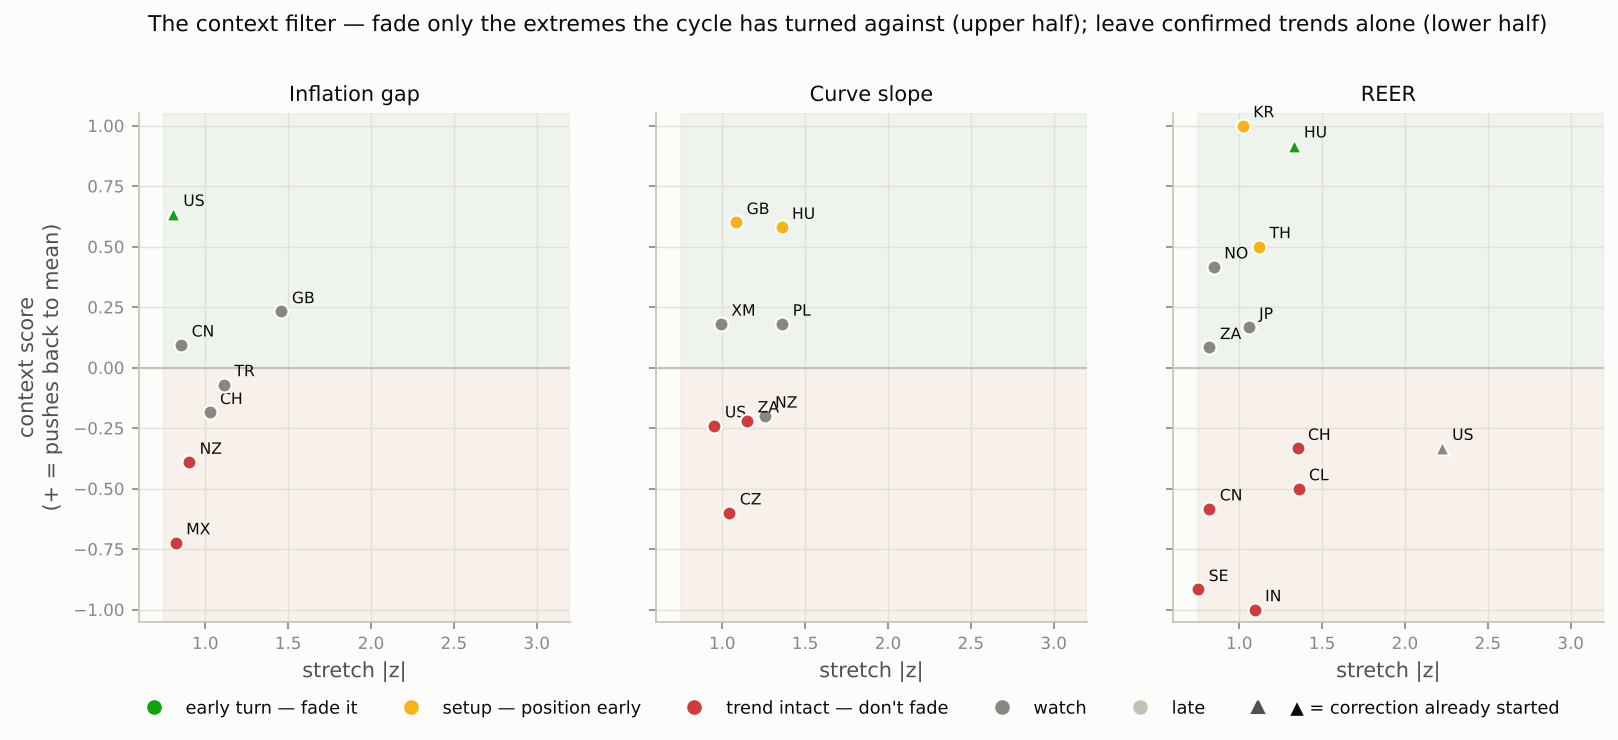 The context filter — fade only the extremes the cycle has turned against (upper half); leave confirmed trends alone (lower half)
Inflation gap
Curve slope
REER
context score
(+ = pushes back to mean)
1.00
0.75
0.50
0.25
0.00
−0.25
−0.50
−0.75
−1.00
US
GB
CN
TR
CH
NZ
MX
1.0 1.5 2.0 2.5 3.0
stretch |z|
GB
HU
XM
PL
US
ZA
NZ
CZ
1.0 1.5 2.0 2.5 3.0
stretch |z|
KR
HU
TH
NO
JP
ZA
CH
US
CL
CN
SE
IN
1.0 1.5 2.0 2.5 3.0
stretch |z|
early turn — fade it
setup — position early
trend intact — don't fade
watch
late
▲ = correction already started